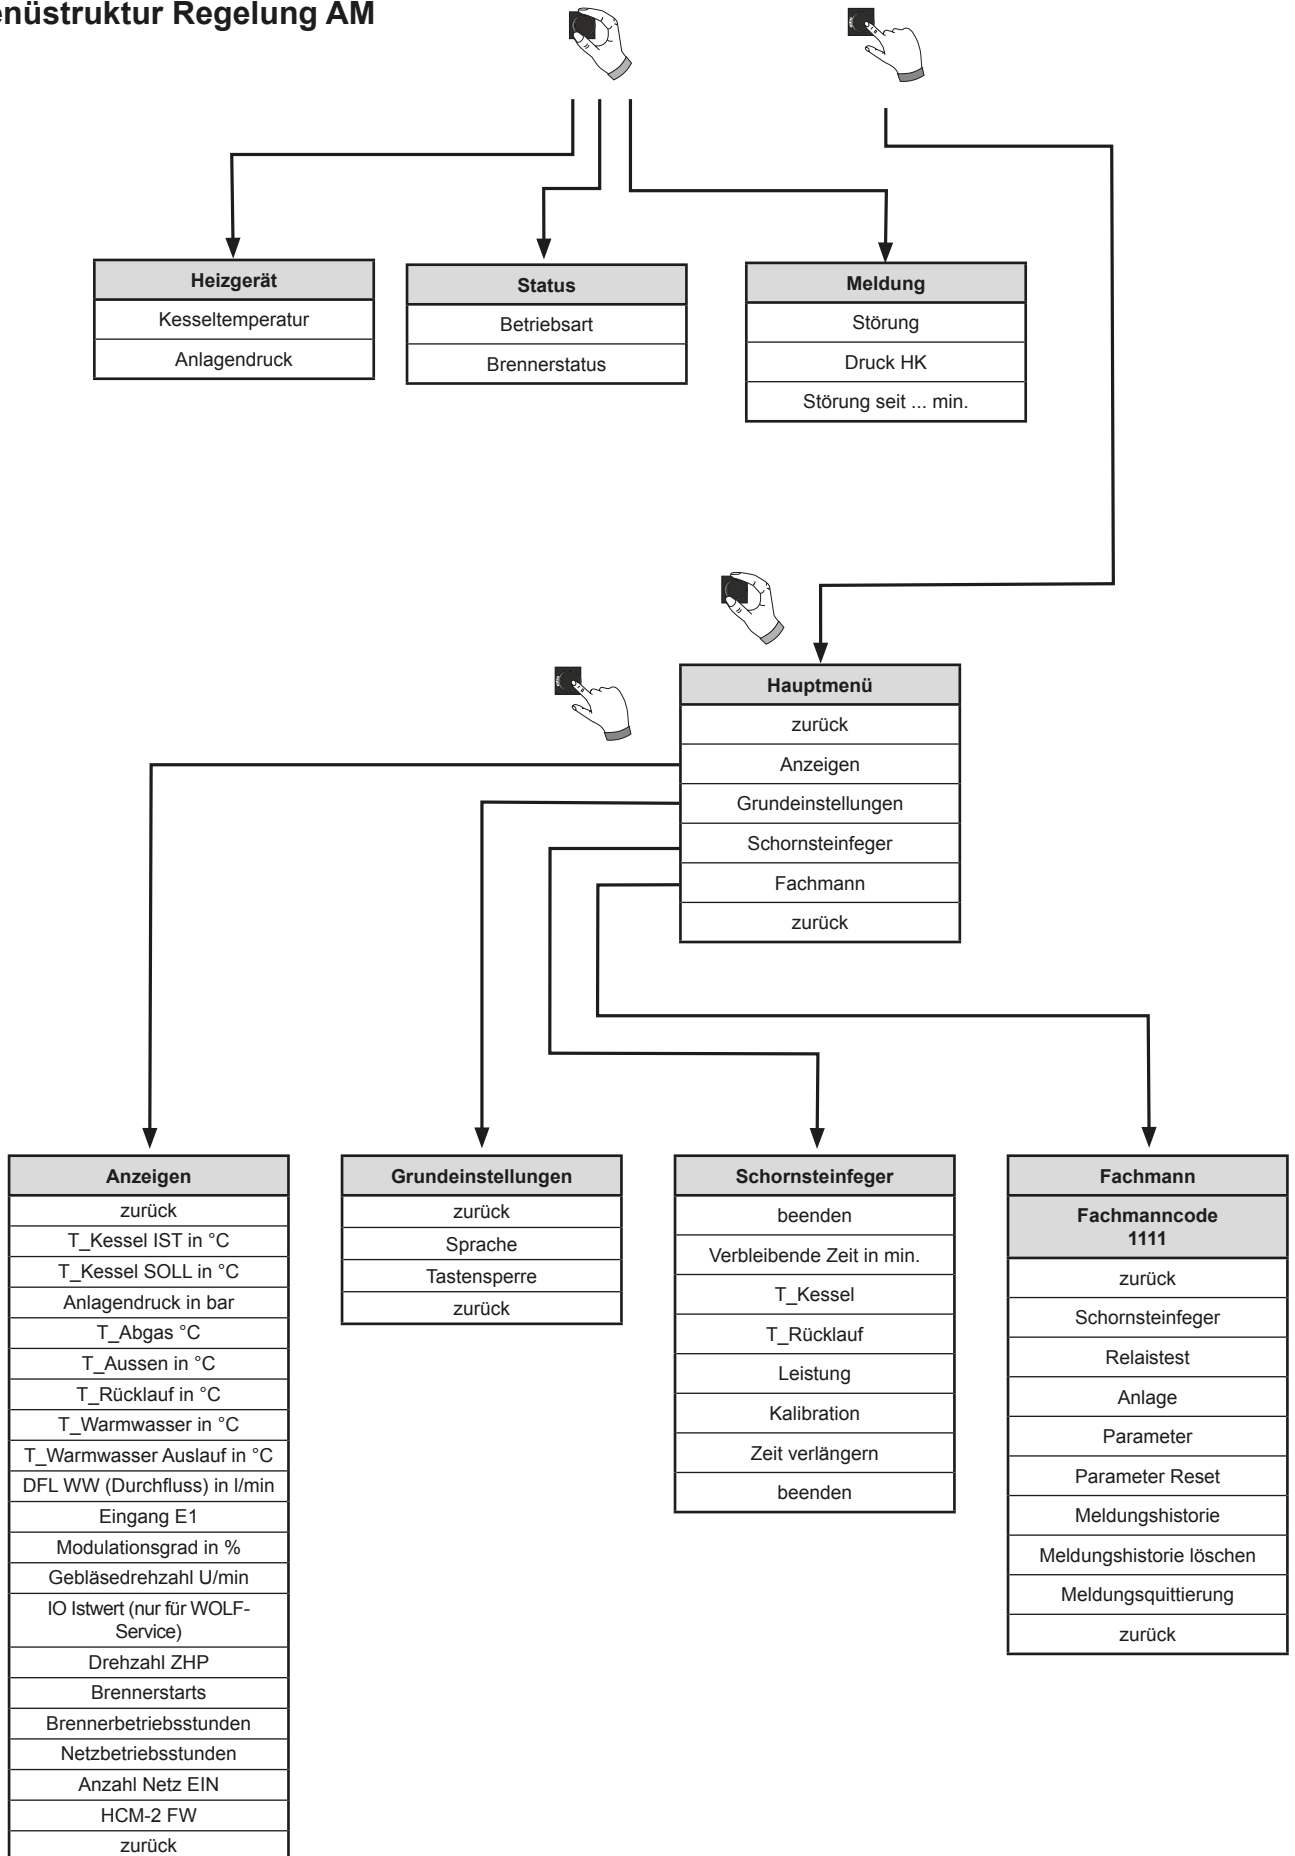 enüstruktur Regelung AM
Heizgerät
Kesseltemperatur
Anlagendruck
Status
Betriebsart
Brennerstatus
Meldung
Störung
Druck HK
Störung seit ... min.
Hauptmenü
zurück
Anzeigen
Grundeinstellungen
Schornsteinfeger
Fachmann
zurück
Anzeigen
zurück
T_Kessel IST in °C
T_Kessel SOLL in °C
Anlagendruck in bar
T_Abgas °C
T_Aussen in °C
T_Rücklauf in °C
T_Warmwasser in °C
T_Warmwasser Auslauf in °C
DFL WW (Durchfluss) in l/min
Eingang E1
Modulationsgrad in %
Gebläsedrehzahl U/min
IO Istwert (nur für WOLF-
Service)
Drehzahl ZHP
Brennerstarts
Brennerbetriebsstunden
Netzbetriebsstunden
Anzahl Netz EIN
HCM-2 FW
zurück
Grundeinstellungen
zurück
Sprache
Tastensperre
zurück
Schornsteinfeger
beenden
Verbleibende Zeit in min.
T_Kessel
T_Rücklauf
Leistung
Kalibration
Zeit verlängern
beenden
Fachmann
Fachmanncode
1111
zurück
Schornsteinfeger
Relaistest
Anlage
Parameter
Parameter Reset
Meldungshistorie
Meldungshistorie löschen
Meldungsquittierung
zurück